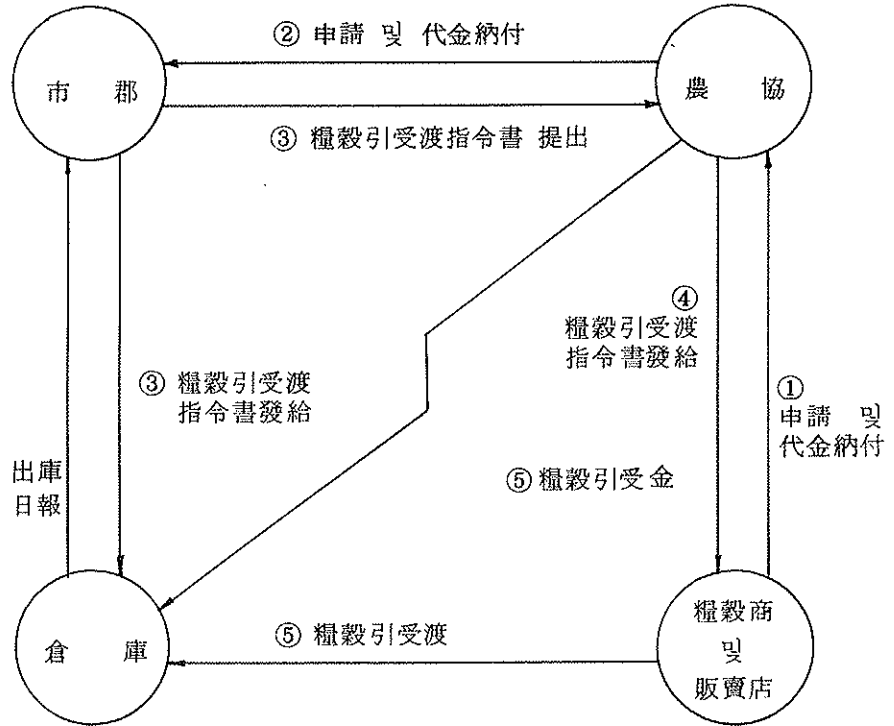 ② 申請 및 代金納付
市 郡
農 協
③ 糧穀引受渡指令書 提出
④
糧穀引受渡
指令書發給
③ 糧穀引受渡
指令書發給
①
申請 및
代金納付
出庫
日報
⑤ 糧穀引受金
倉 庫
⑤ 糧穀引受渡
糧穀商
및
販賣店